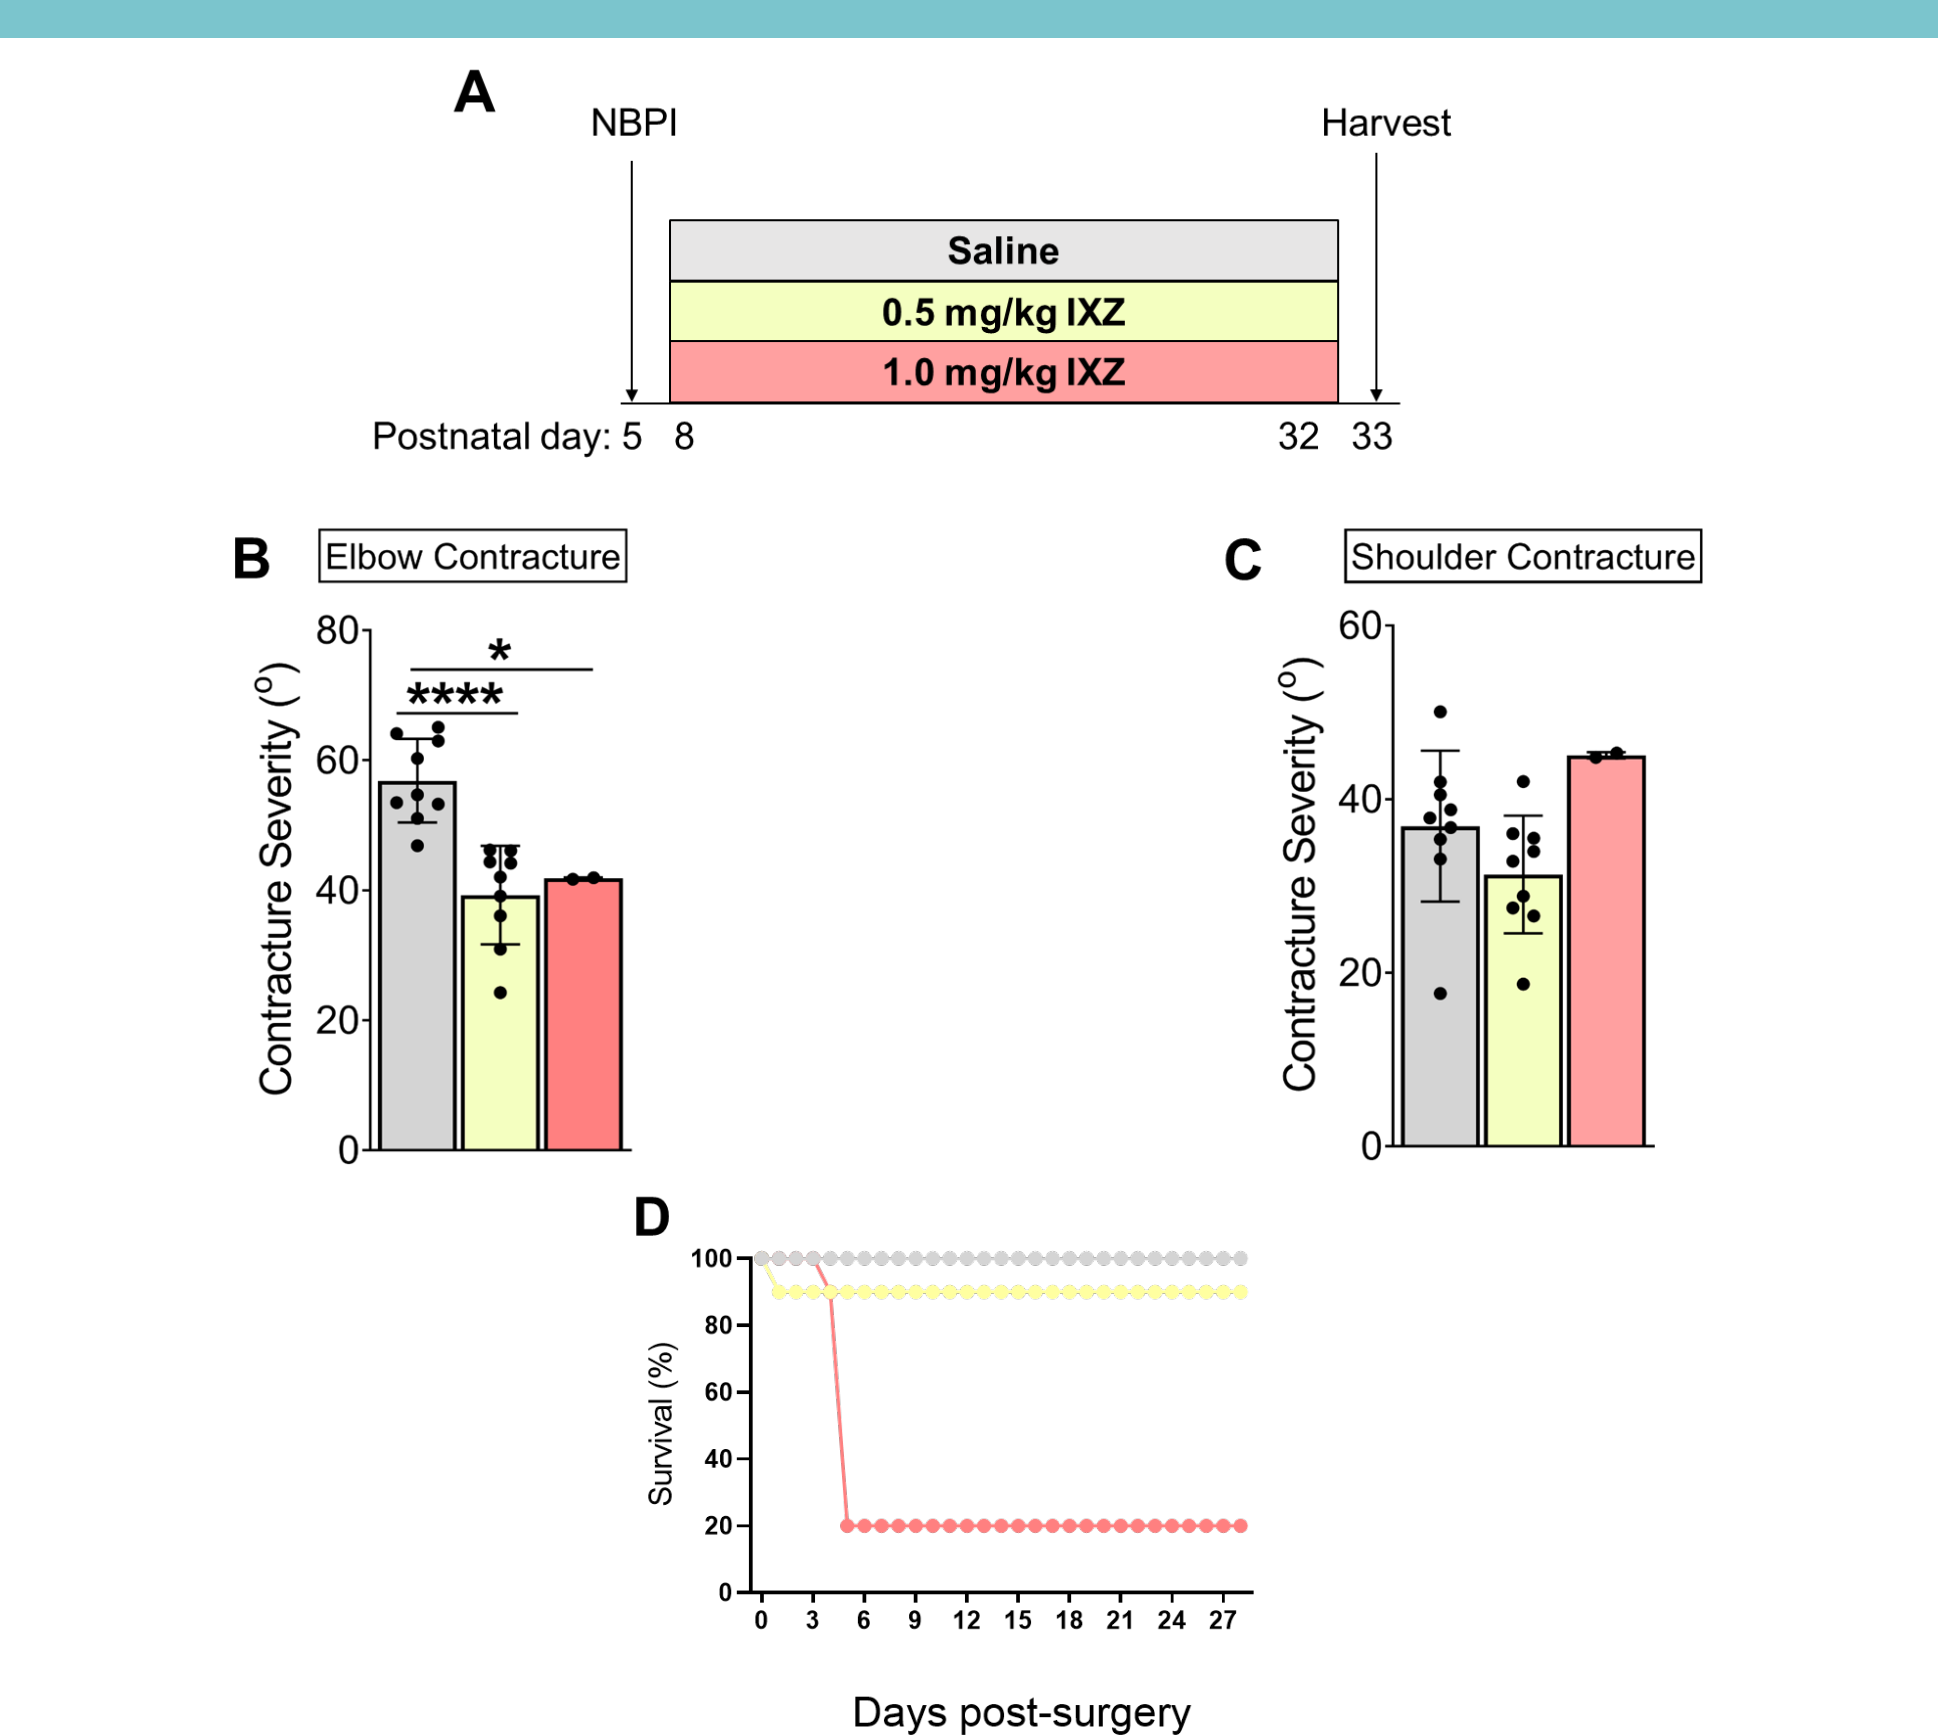 A
NBPI
Harvest
Saline
0.5 mg/kg IXZ
1.0 mg/kg IXZ
Postnatal day: 5 8 32 33
B
Elbow Contracture
Contracture Severity (º)
80
60
40
20
0
*
****
C
Shoulder Contracture
Contracture Severity (º)
60
40
20
0
D
Survival (%)
100
80
60
40
20
0
0 3 6 9 12 15 18 21 24 27
Days post-surgery